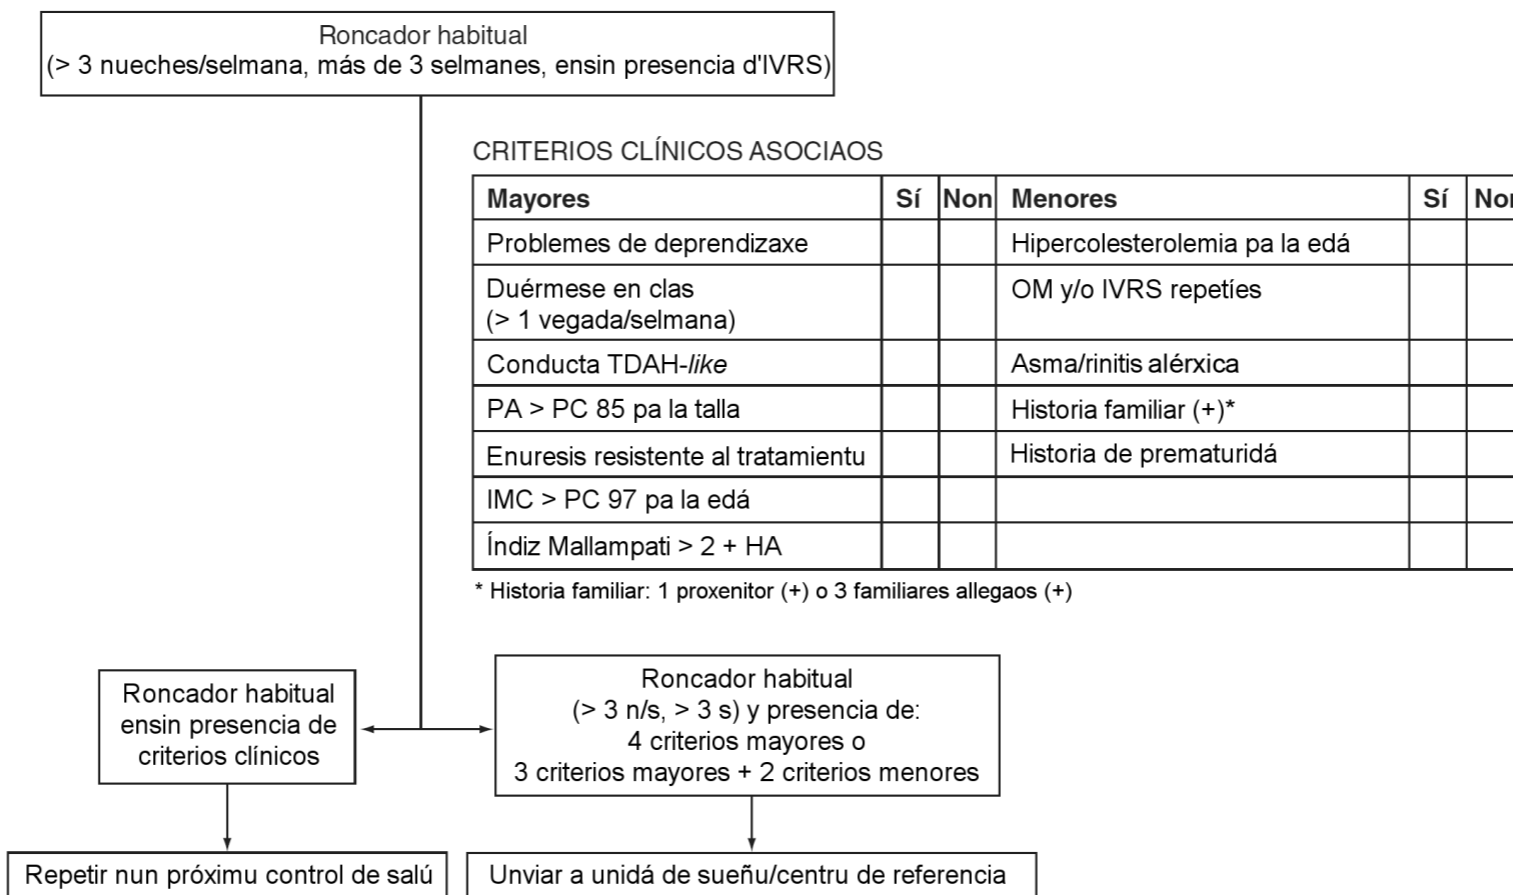 Roncador habitual
(> 3 nueches/selmana, más de 3 selmanes, ensin presencia d'IVRS)
CRITERIOS CLÍNICOS ASOCIAOS
Mayores Sí Non Menores Sí Non
Problemes de deprendizaxe Hipercolesterolemia pa la edá
Duérmese en clas OM y/o IVRS repetíes
(> 1 vegada/selmana)
Conducta TDAH-like Asma/rinitis alérxica
PA > PC 85 pa la talla Historia familiar (+)*
Enuresis resistente al tratamientu Historia de prematuridá
IMC > PC 97 pa la edá
Índiz Mallampati > 2 + HA
* Historia familiar: 1 proxenitor (+) o 3 familiares allegaos (+)
Roncador habitual
ensin presencia de
criterios clínicos
Roncador habitual
(> 3 n/s, > 3 s) y presencia de:
4 criterios mayores o
3 criterios mayores + 2 criterios menores
Repetir nun próximu control de salú
Unviar a unidá de sueñu/centru de referencia